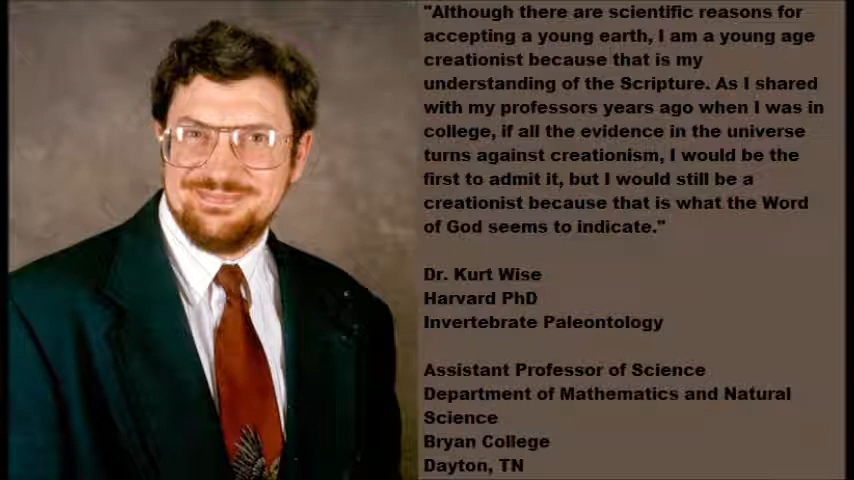 "Although there are scientific reasons for
accepting a young earth, I am a young age
creationist because that is my
understanding of the Scripture. As I shared
with my professors years ago when I was in
college, if all the evidence in the universe
turns against creationism, I would be the
first to admit it, but I would still be a
creationist because that is what the Word
of God seems to indicate."
Dr. Kurt Wise
Harvard PhD
Invertebrate Paleontology
Assistant Professor of Science
Department of Mathematics and Natural
Science
Bryan College
Dayton, TN